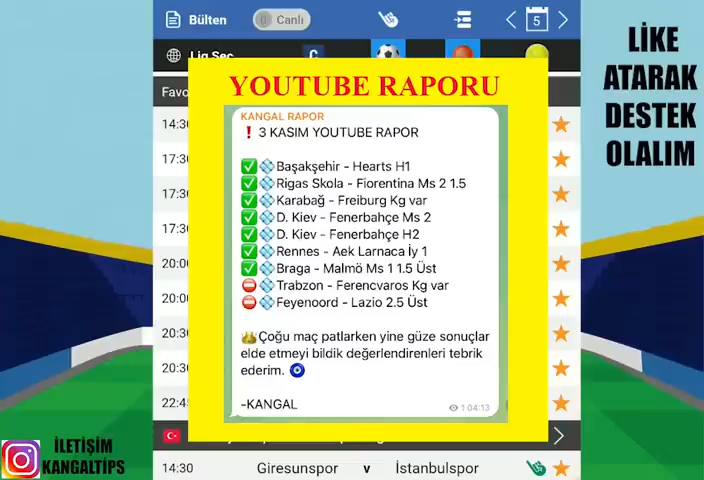 Bülten
Canlı
5
Lig Seç
C
Favo
YOUTUBE RAPORU
KANGAL RAPOR
❗ 3 KASIM YOUTUBE RAPOR
✅💠Başakşehir - Hearts H1
✅💠Rigas Skola - Fiorentina Ms 2 1.5
✅💠Karabağ - Freiburg Kg var
✅💠D. Kiev - Fenerbahçe Ms 2
✅💠D. Kiev - Fenerbahçe H2
✅💠Rennes - Aek Larnaca İy 1
✅💠Braga - Malmö Ms 1 1.5 Üst
⛔💠Trabzon - Ferencvaros Kg var
⛔💠Feyenoord - Lazio 2.5 Üst
👑Çoğu maç patlarken yine güze sonuçlar
elde etmeyi bildik değerlendirenleri tebrik
ederim. 🧿
-KANGAL
1 04:13
14:30
17:30
17:30
17:30
20:00
20:00
20:30
20:30
22:45
14:30 Giresunspor v İstanbulspor
LİKE
ATARAK
DESTEK
OLALIM
İLETİŞİM
KANGALTİPS